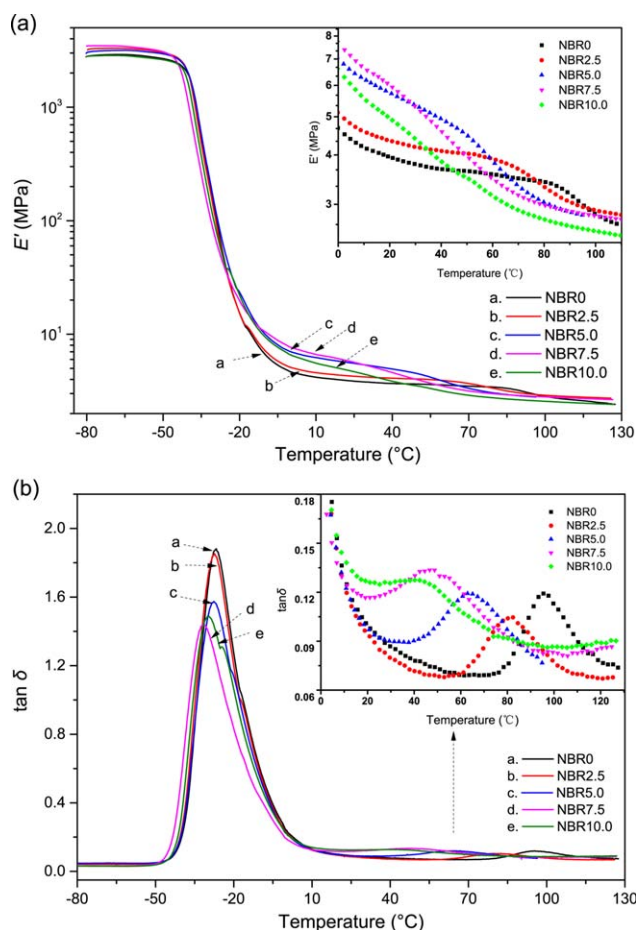 (a)
E' (MPa)
10³
10²
10¹
-80
-50
-20
10
40
70
100
130
Temperature (°C)
a
b
c
d
e
a. NBR0
b. NBR2.5
c. NBR5.0
d. NBR7.5
e. NBR10.0
E' (MPa)
8
7
6
5
4
3
0
20
40
60
80
100
Temperature (℃)
NBR0
NBR2.5
NBR5.0
NBR7.5
NBR10.0
(b)
tan δ
2.0
1.6
1.2
0.8
0.4
0.0
-80
-50
-20
10
40
70
100
130
Temperature (°C)
a
b
c
d
e
a. NBR0
b. NBR2.5
c. NBR5.0
d. NBR7.5
e. NBR10.0
tanδ
0.18
0.15
0.12
0.09
0.06
0
20
40
60
80
100
120
Temperature (℃)
NBR0
NBR2.5
NBR5.0
NBR7.5
NBR10.0